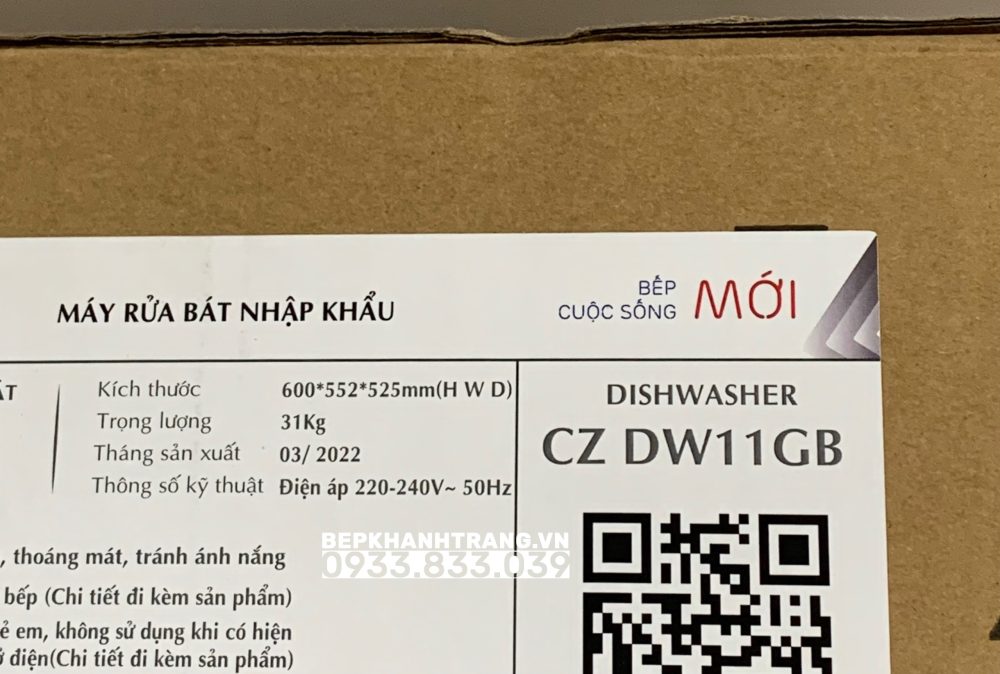 MÁY RỬA BÁT NHẬP KHẨU
BẾP
CUỘC SỐNG
MỚI
Kích thước 600*552*525mm(H W D)
Trọng lượng 31Kg
Tháng sản xuất 03/ 2022
Thông số kỹ thuật Điện áp 220-240V~ 50Hz
DISHWASHER
CZ DW11GB
BEPKHANHTRANG.VN
0933.833.039
, thoáng mát, tránh ánh nắng
bếp (Chi tiết đi kèm sản phẩm)
em, không sử dụng khi có hiện
điện(Chi tiết đi kèm sản phẩm)